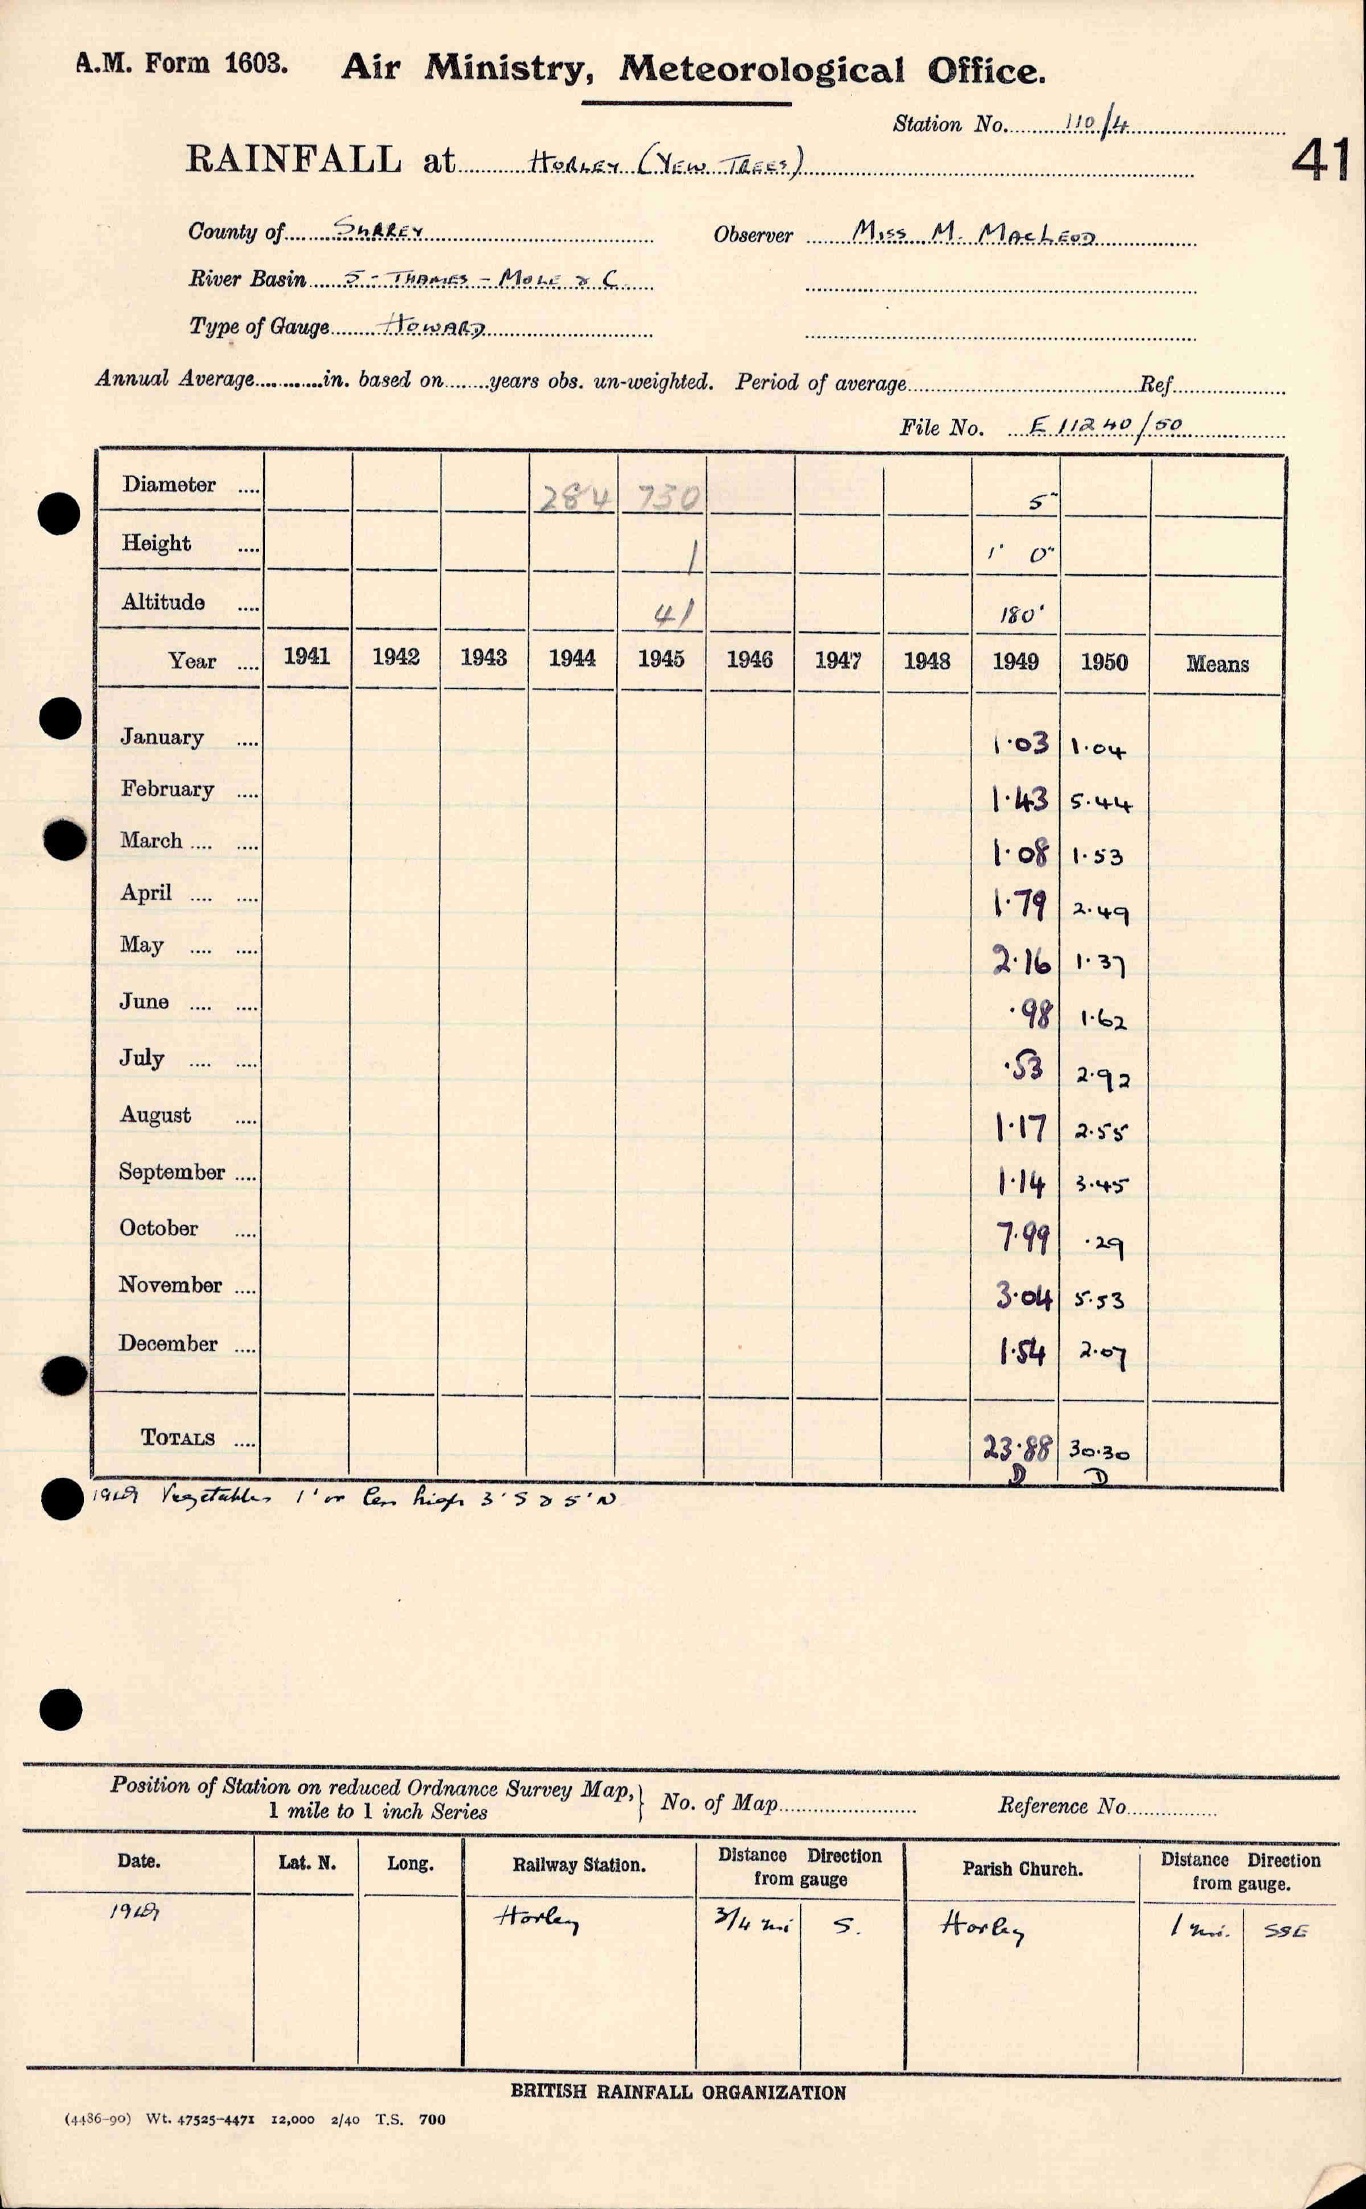 A.M. Form 1603. Air Ministry, Meteorological Office.
Station No. 110/4
41
RAINFALL at HORLEY (YEW TREES)
County of SURREY Observer MISS M. MACLEOD
River Basin 5 - THAMES - MOLE & C
Type of Gauge HOWARD
Annual Average............in. based on........years obs. un-weighted. Period of average............Ref............
File No. E 11240/50
Diameter .... 284 730 5"
Height .... 1 1' 0"
Altitude .... 41 180'
Year .... 1941 1942 1943 1944 1945 1946 1947 1948 1949 1950 Means
January .... 1.03 1.04
February .... 1.43 5.44
March .... .... 1.08 1.53
April .... .... 1.79 2.49
May .... .... 2.16 1.37
June .... .... .98 1.62
July .... .... .53 2.92
August .... 1.17 2.55
September .... 1.14 3.45
October .... 7.99 .29
November .... 3.04 5.53
December .... 1.54 2.07
TOTALS .... 23.88 30.30
D D
1949 Vegetables 1' or less high 3' S & 5' N
Position of Station on reduced Ordnance Survey Map,} No. of Map............ Reference No............
1 mile to 1 inch Series
Date. Lat. N. Long. Railway Station. Distance Direction from gauge Parish Church. Distance Direction from gauge.
1949 Horley 3/4 mi S. Horley 1 mi. SSE
BRITISH RAINFALL ORGANIZATION
(4486-90) Wt. 47525-4471 12,000 2/40 T.S. 700